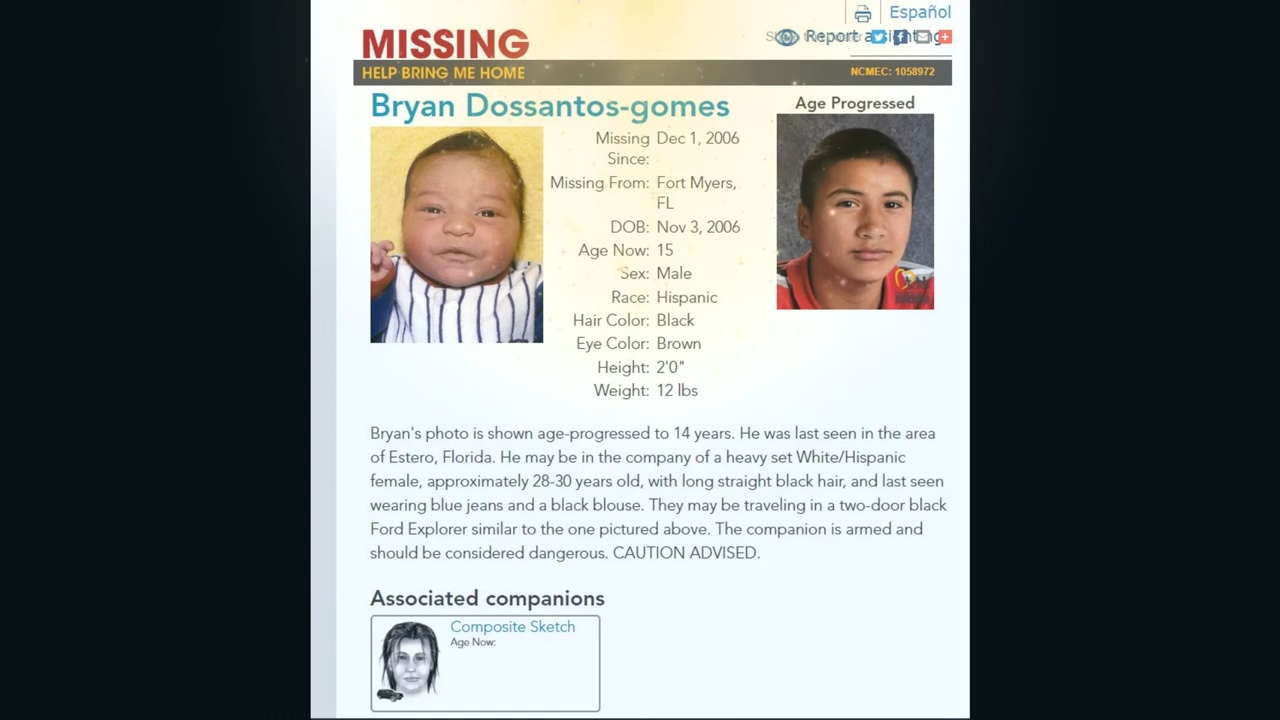 Español
Report a sighting
MISSING
HELP BRING ME HOME
NCMEC: 1058972
Bryan Dossantos-gomes
Age Progressed
Missing Since: Dec 1, 2006
Missing From: Fort Myers, FL
DOB: Nov 3, 2006
Age Now: 15
Sex: Male
Race: Hispanic
Hair Color: Black
Eye Color: Brown
Height: 2'0"
Weight: 12 lbs
Bryan's photo is shown age-progressed to 14 years. He was last seen in the area
of Estero, Florida. He may be in the company of a heavy set White/Hispanic
female, approximately 28-30 years old, with long straight black hair, and last seen
wearing blue jeans and a black blouse. They may be traveling in a two-door black
Ford Explorer similar to the one pictured above. The companion is armed and
should be considered dangerous. CAUTION ADVISED.
Associated companions
Composite Sketch
Age Now: